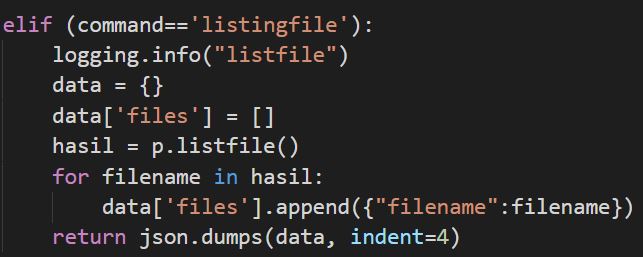 elif (command=='listingfile'):
    logging.info("listfile")
    data = {}
    data['files'] = []
    hasil = p.listfile()
    for filename in hasil:
        data['files'].append({"filename":filename})
    return json.dumps(data, indent=4)